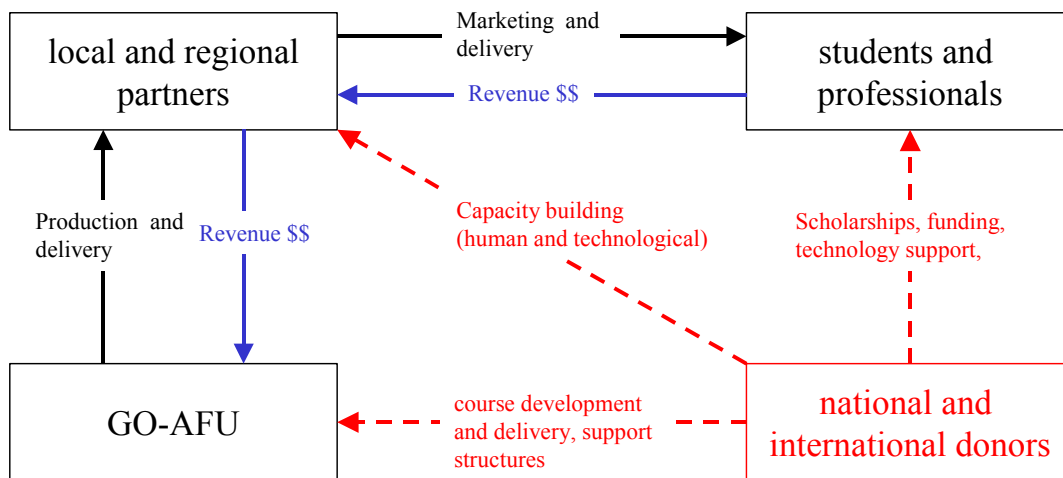 Marketing and
delivery
local and regional
partners
students and
professionals
Revenue $$
Production and
delivery
Revenue $$
Capacity building
(human and technological)
Scholarships, funding,
technology support,
GO-AFU
course development
and delivery, support
structures
national and
international donors